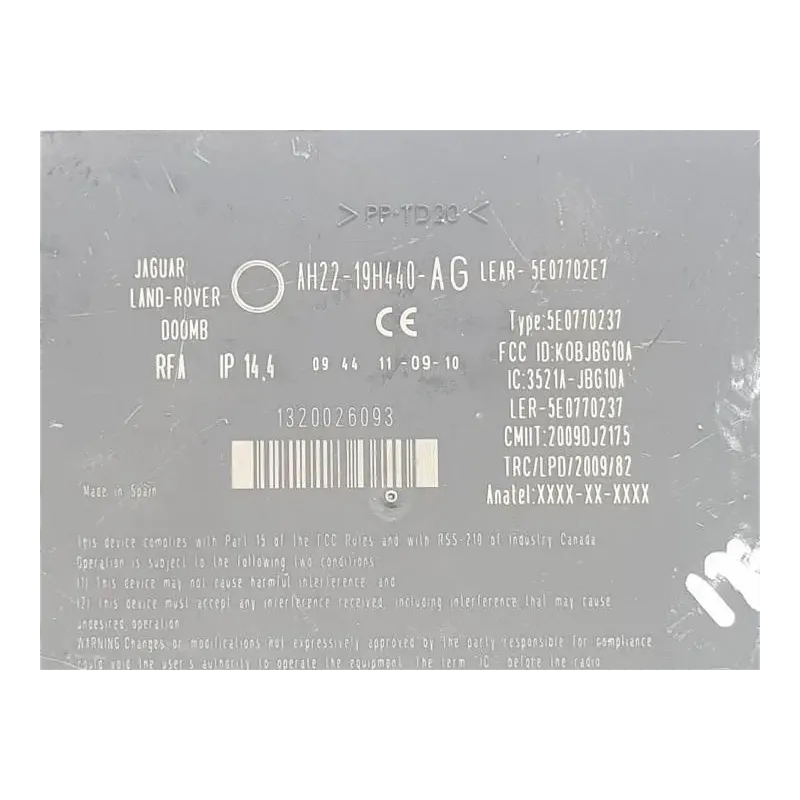 >PP-TD30<
JAGUAR
LAND-ROVER
DOOMB
AH22-19H440-AG LEAR-5E07702E7
CE
RFA IP 14,4 0944 11-09-10
1320026093
Type:5E0770237
FCC ID:KOBJBG10A
IC:3521A-JBG10A
LER-5E0770237
CMIIT:2009DJ2175
TRC/LPD/2009/82
Anatel:XXXX-XX-XXXX
G
Made in Spain
This device complies with Part 15 of the FCC Rules and with RSS-210 of Industry Canada
Operation is subject to the following two conditions
(1) This device may not cause harmful interference, and
(2) This device must accept any interference received, including interference that may cause
undesired operation
WARNING Changes or modifications not expressively approved by the party responsible for compliance
could void the user's authority to operate the equipment. The term "IC" before the radio